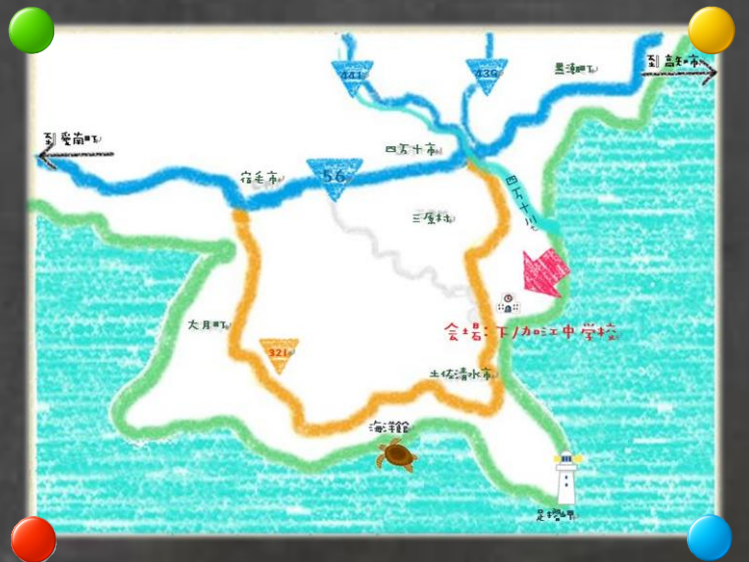 441
439
黒潮町
到 高知市
到 愛南町
四万十市
宿毛市
56
四万十川
三原村
大月町
会場:下ノ加江中学校
321
土佐清水市
海洋館
足摺岬